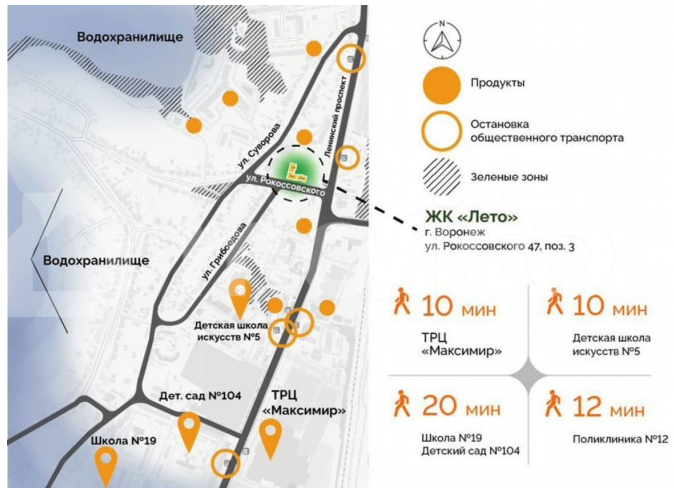 Водохранилище
Ленинский проспект
ул. Суворова
ул. Рокоссовского
ул. Грибоедова
Водохранилище
Детская школа
искусств №5
Дет. сад №104
ТРЦ
«Максимир»
Школа №19
Продукты
Остановка
общественного транспорта
Зеленые зоны
ЖК «Лето»
г. Воронеж
ул. Рокоссовского 47, поз. 3
10 мин
ТРЦ
«Максимир»
10 мин
Детская школа
искусств №5
20 мин
Школа №19
Детский сад №104
12 мин
Поликлиника №12